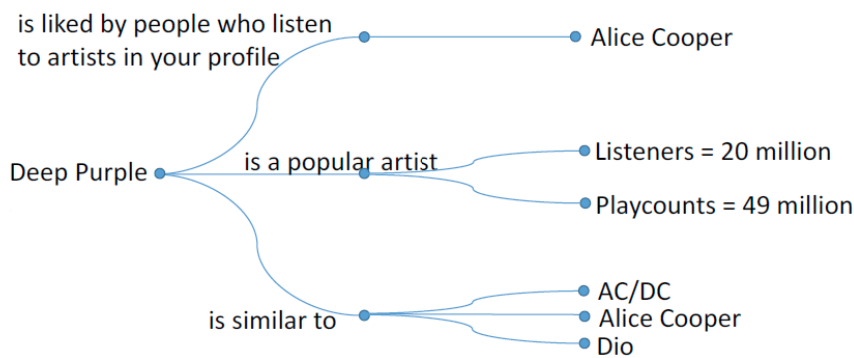 is liked by people who listen
to artists in your profile
Alice Cooper
Deep Purple
is a popular artist
Listeners = 20 million
Playcounts = 49 million
is similar to
AC/DC
Alice Cooper
Dio